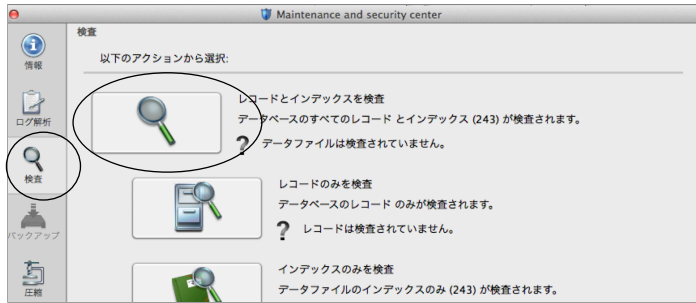 Maintenance and security center
検査
以下のアクションから選択:
情報
ログ解析
検査
バックアップ
圧縮
レコードとインデックスを検査
データベースのすべてのレコード とインデックス (243) が検査されます。
? データファイルは検査されていません。
レコードのみを検査
データベースのレコード のみが検査されます。
? レコードは検査されていません。
インデックスのみを検査
データファイルのインデックスのみ (243) が検査されます。